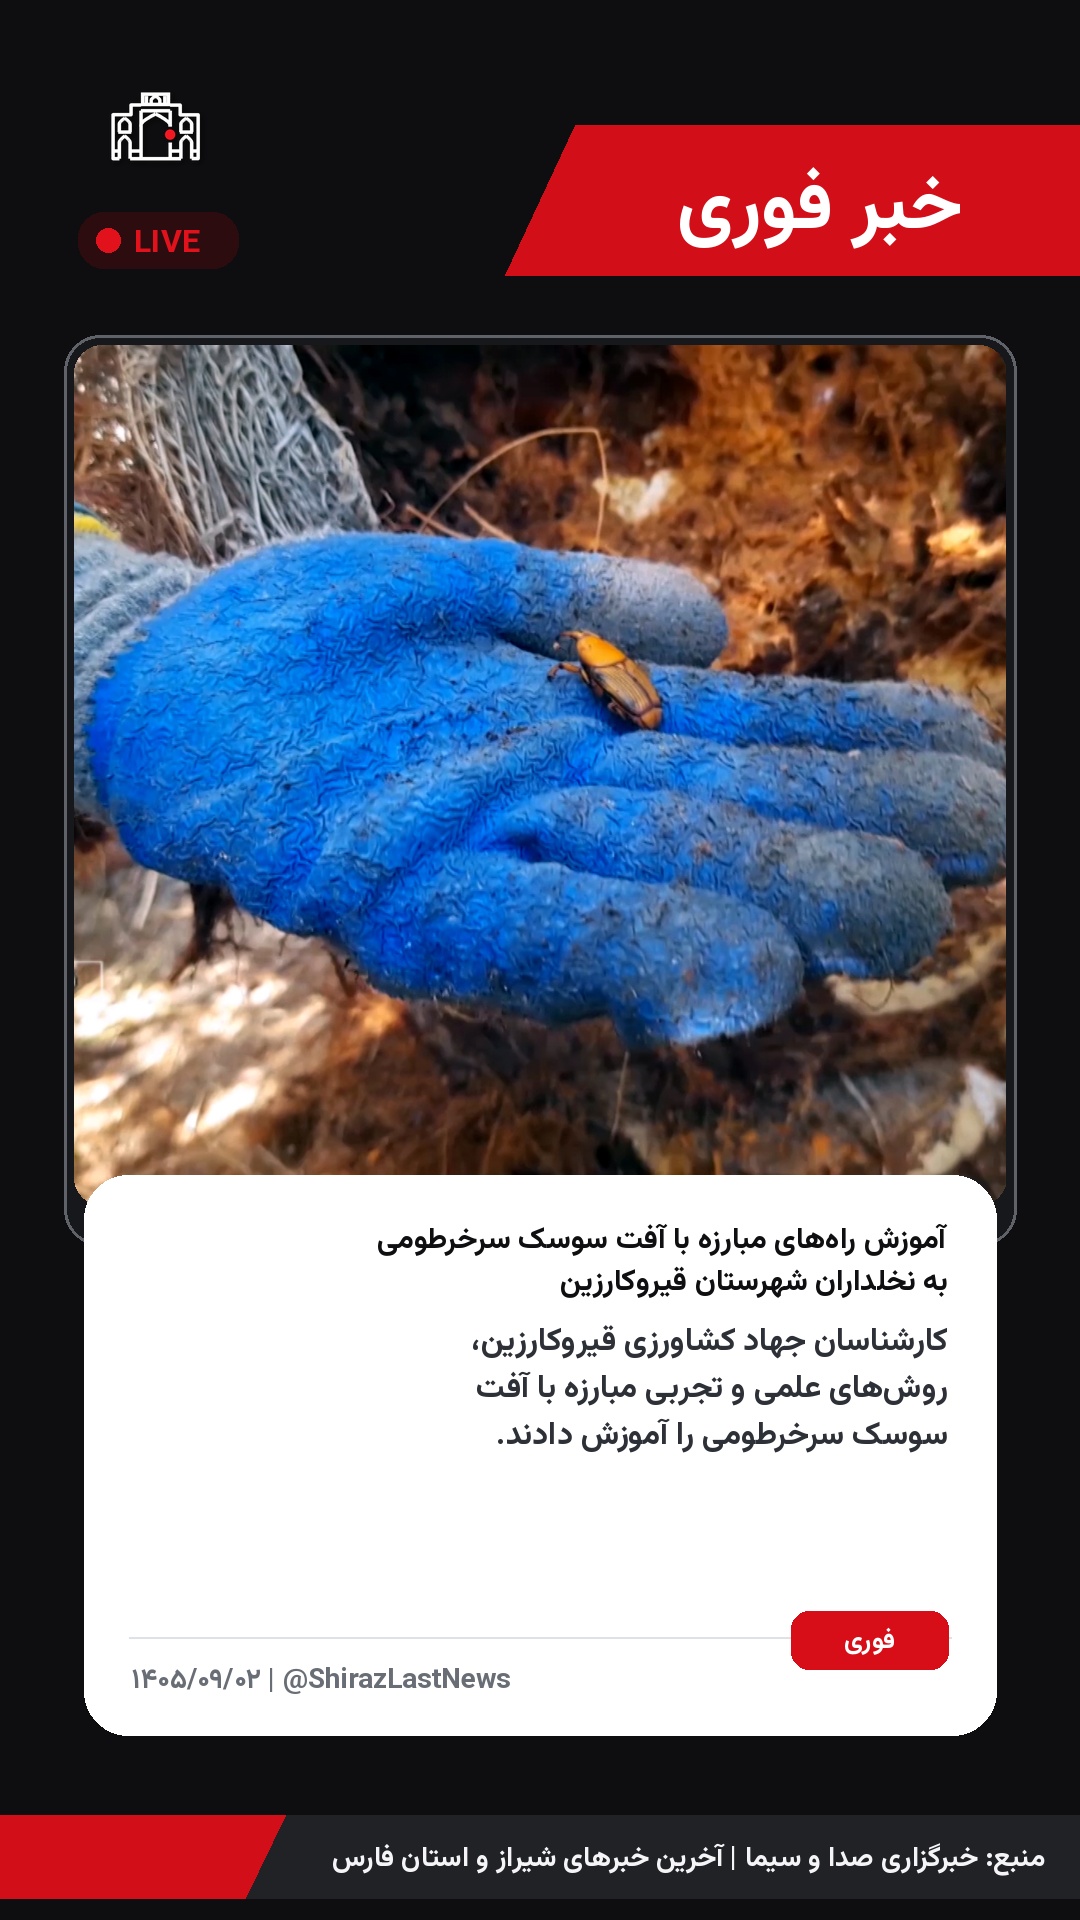 خبر فوری
LIVE
آموزش راه‌های مبارزه با آفت سوسک سرخرطومی
به نخلداران شهرستان قیروکارزین
کارشناسان جهاد کشاورزی قیروکارزین،
روش‌های علمی و تجربی مبارزه با آفت
سوسک سرخرطومی را آموزش دادند.
فوری
۱۴۰۵/۰۹/۰۲ | @ShirazLastNews
منبع: خبرگزاری صدا و سیما | آخرین خبرهای شیراز و استان فارس